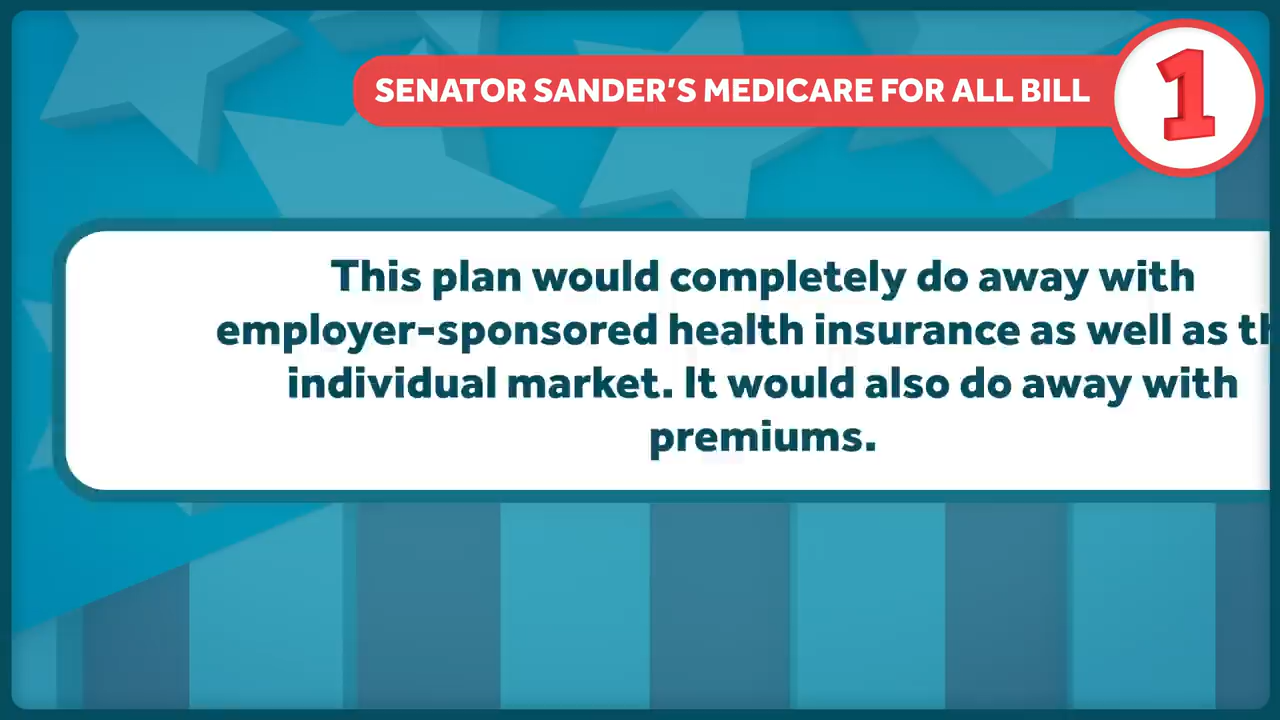 SENATOR SANDER'S MEDICARE FOR ALL BILL
1
This plan would completely do away with
employer-sponsored health insurance as well as th
individual market. It would also do away with
premiums.